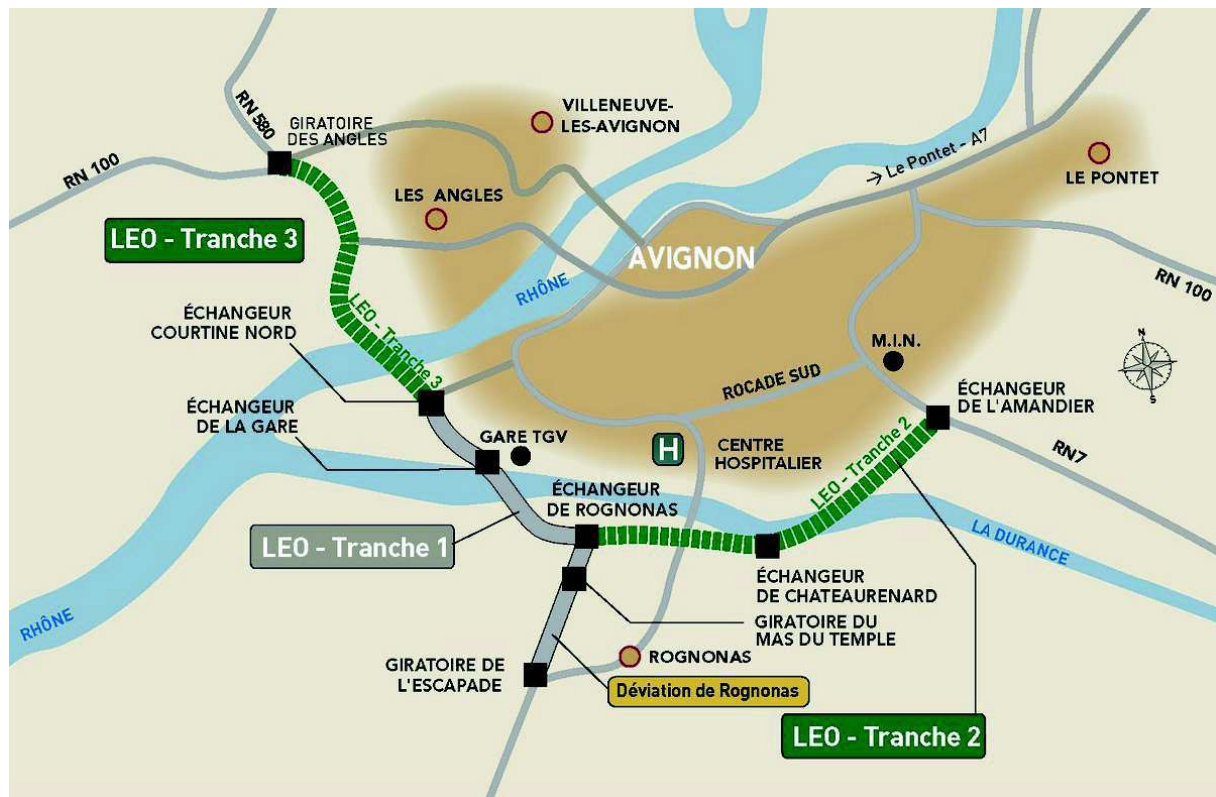 RN 580
GIRATOIRE
DES ANGLES
VILLENEUVE-
LES-AVIGNON
RN 100
LES ANGLES
→ Le Pontet - A7
LE PONTET
LEO - Tranche 3
AVIGNON
RHÔNE
RN 100
LEO - Tranche 3
ÉCHANGEUR
COURTINE NORD
M.I.N.
N
S
ROCADE SUD
ÉCHANGEUR
DE L'AMANDIER
ÉCHANGEUR
DE LA GARE
GARE TGV
H
CENTRE
HOSPITALIER
LEO - Tranche 2
RN7
ÉCHANGEUR
DE ROGNONAS
LEO - Tranche 1
LA DURANCE
ÉCHANGEUR
DE CHATEAURENARD
GIRATOIRE DU
MAS DU TEMPLE
RHÔNE
GIRATOIRE DE
L'ESCAPADE
ROGNONAS
Déviation de Rognonas
LEO - Tranche 2